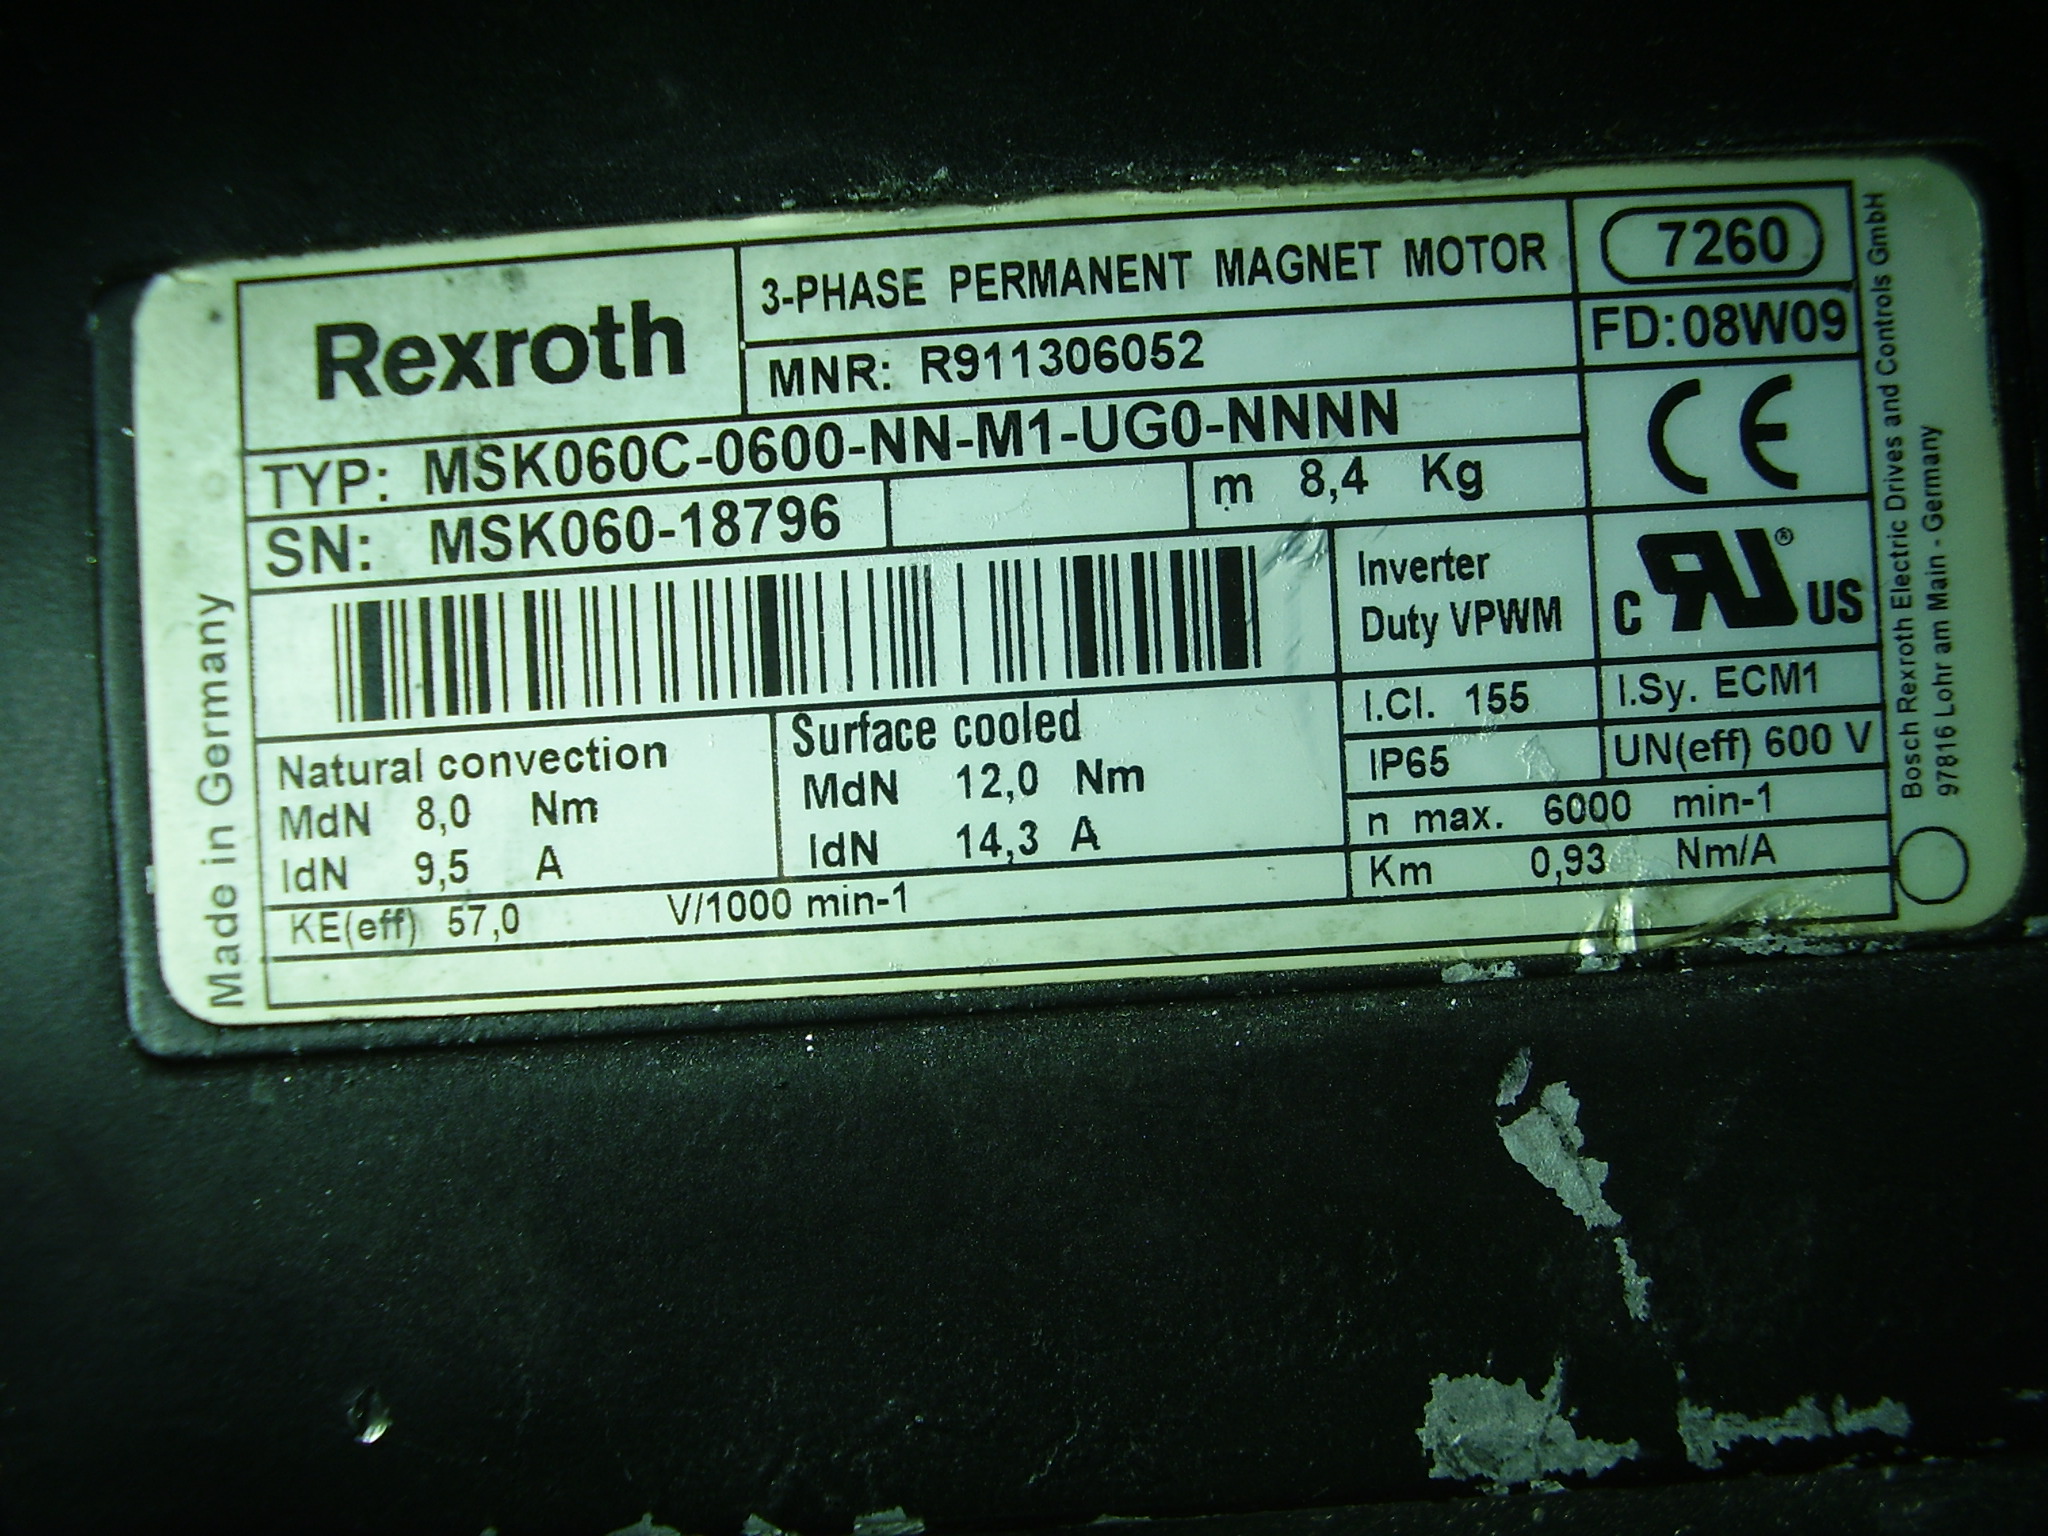 Rexroth
3-PHASE PERMANENT MAGNET MOTOR
7260
MNR: R911306052
FD:08W09
TYP: MSK060C-0600-NN-M1-UG0-NNNN
CE
SN: MSK060-18796
m 8,4 Kg
Inverter
Duty VPWM
C RU ® US
I.Cl. 155
I.Sy. ECM1
Natural convection
MdN 8,0 Nm
IdN 9,5 A
Surface cooled
MdN 12,0 Nm
IdN 14,3 A
IP65
UN(eff) 600 V
n max. 6000 min-1
Km 0,93 Nm/A
KE(eff) 57,0 V/1000 min-1
Made in Germany
Bosch Rexroth Electric Drives and Controls GmbH
97816 Lohr am Main - Germany